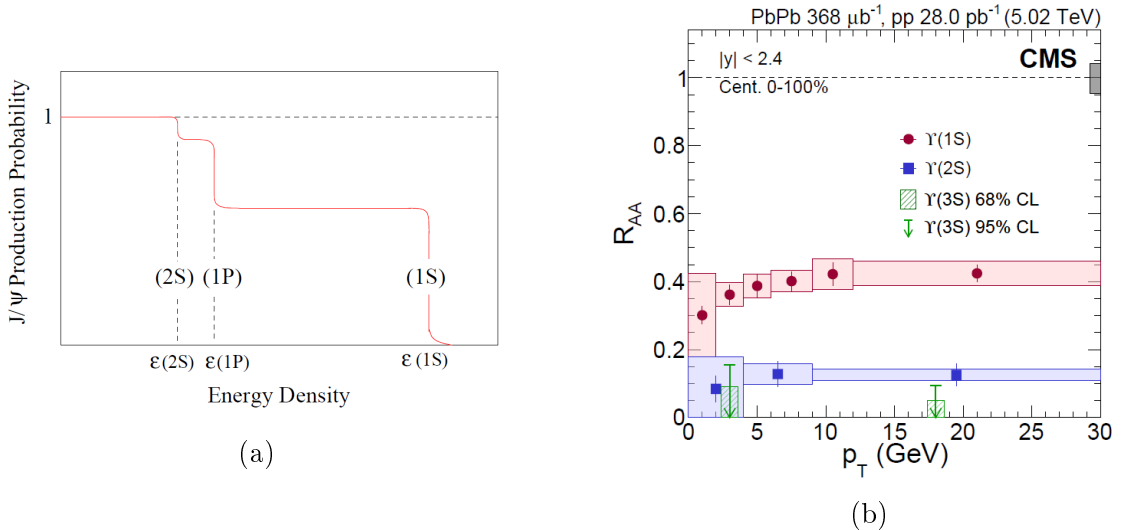 J/ψ Production Probability
1
(2S) (1P) (1S)
ε(2S) ε(1P) ε(1S)
Energy Density
(a)
PbPb 368 μb⁻¹, pp 28.0 pb⁻¹ (5.02 TeV)
|y| < 2.4
CMS
Cent. 0-100%
ϒ(1S)
ϒ(2S)
ϒ(3S) 68% CL
ϒ(3S) 95% CL
R_AA
1
0.8
0.6
0.4
0.2
0
0 5 10 15 20 25 30
p_T (GeV)
(b)